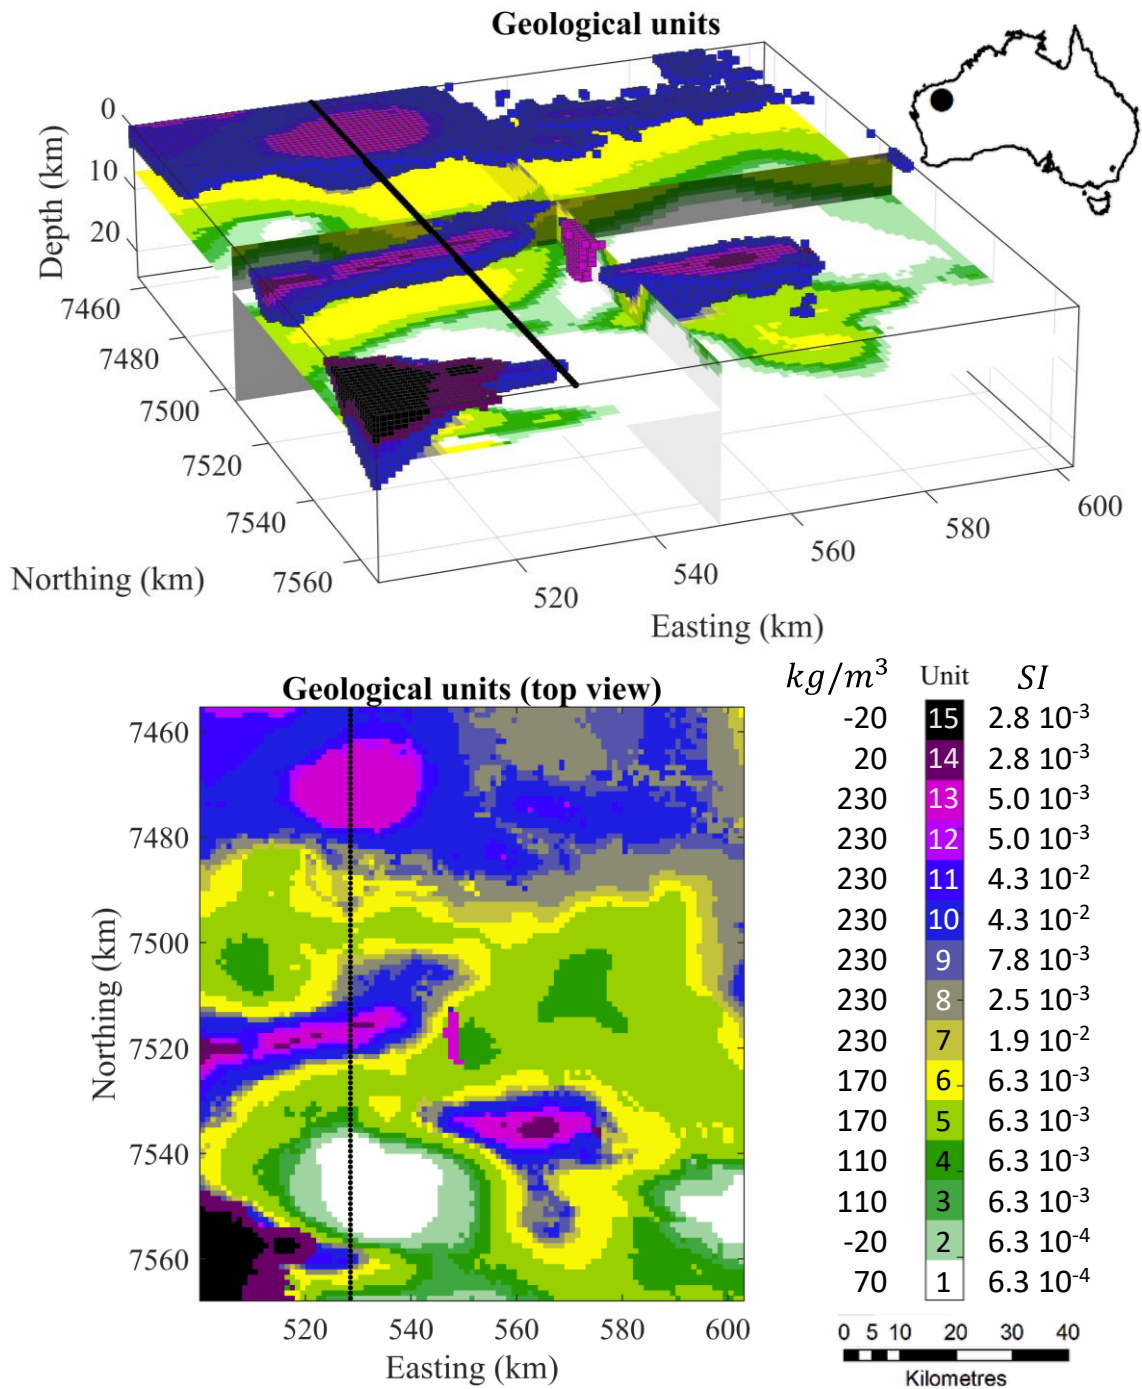 Geological units
0
10
20
Depth (km)
7460
7480
7500
7520
7540
7560
Northing (km)
520
540
560
580
600
Easting (km)
Geological units (top view)
7460
7480
7500
7520
7540
7560
Northing (km)
520 540 560 580 600
Easting (km)
kg/m³ Unit SI
-20 15 2.8 10⁻³
20 14 2.8 10⁻³
230 13 5.0 10⁻³
230 12 5.0 10⁻³
230 11 4.3 10⁻²
230 10 4.3 10⁻²
230 9 7.8 10⁻³
230 8 2.5 10⁻³
230 7 1.9 10⁻²
170 6 6.3 10⁻³
170 5 6.3 10⁻³
110 4 6.3 10⁻³
110 3 6.3 10⁻³
-20 2 6.3 10⁻⁴
70 1 6.3 10⁻⁴
0 5 10 20 30 40
Kilometres